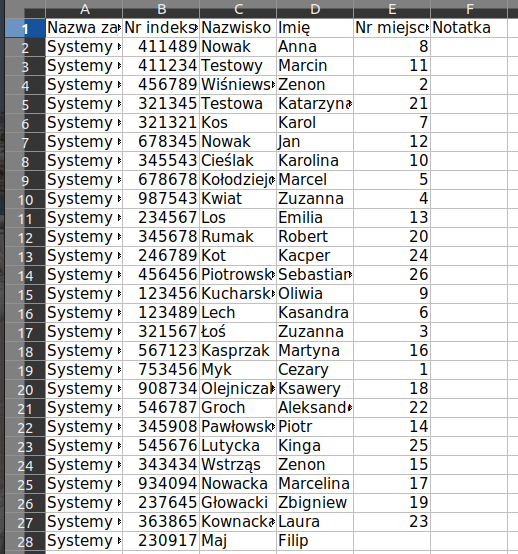 A B C D E F
1 Nazwa za Nr indeks Nazwisko Imię Nr miejsc Notatka
2 Systemy 411489 Nowak Anna 8
3 Systemy 411234 Testowy Marcin 11
4 Systemy 456789 Wiśniews Zenon 2
5 Systemy 321345 Testowa Katarzyna 21
6 Systemy 321321 Kos Karol 7
7 Systemy 678345 Nowak Jan 12
8 Systemy 345543 Cieślak Karolina 10
9 Systemy 678678 Kołodziej Marcel 5
10 Systemy 987543 Kwiat Zuzanna 4
11 Systemy 234567 Los Emilia 13
12 Systemy 345678 Rumak Robert 20
13 Systemy 246789 Kot Kacper 24
14 Systemy 456456 Piotrowsk Sebastian 26
15 Systemy 123456 Kucharsk Oliwia 9
16 Systemy 123489 Lech Kasandra 6
17 Systemy 321567 Łoś Zuzanna 3
18 Systemy 567123 Kasprzak Martyna 16
19 Systemy 753456 Myk Cezary 1
20 Systemy 908734 Olejnicza Ksawery 18
21 Systemy 546787 Groch Aleksand 22
22 Systemy 345908 Pawłowsk Piotr 14
23 Systemy 545676 Lutycka Kinga 25
24 Systemy 343434 Wstrząs Zenon 15
25 Systemy 934094 Nowacka Marcelina 17
26 Systemy 237645 Głowacki Zbigniew 19
27 Systemy 363865 Kownacka Laura 23
28 Systemy 230917 Maj Filip